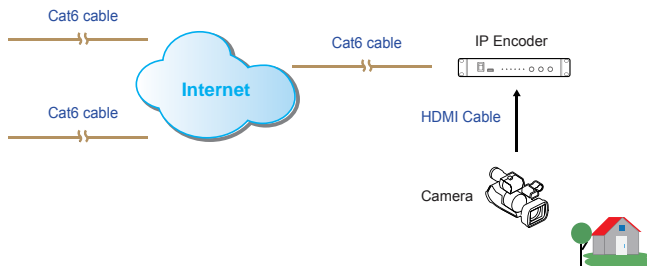 Cat6 cable
Cat6 cable
IP Encoder
Internet
Cat6 cable
HDMI Cable
Camera